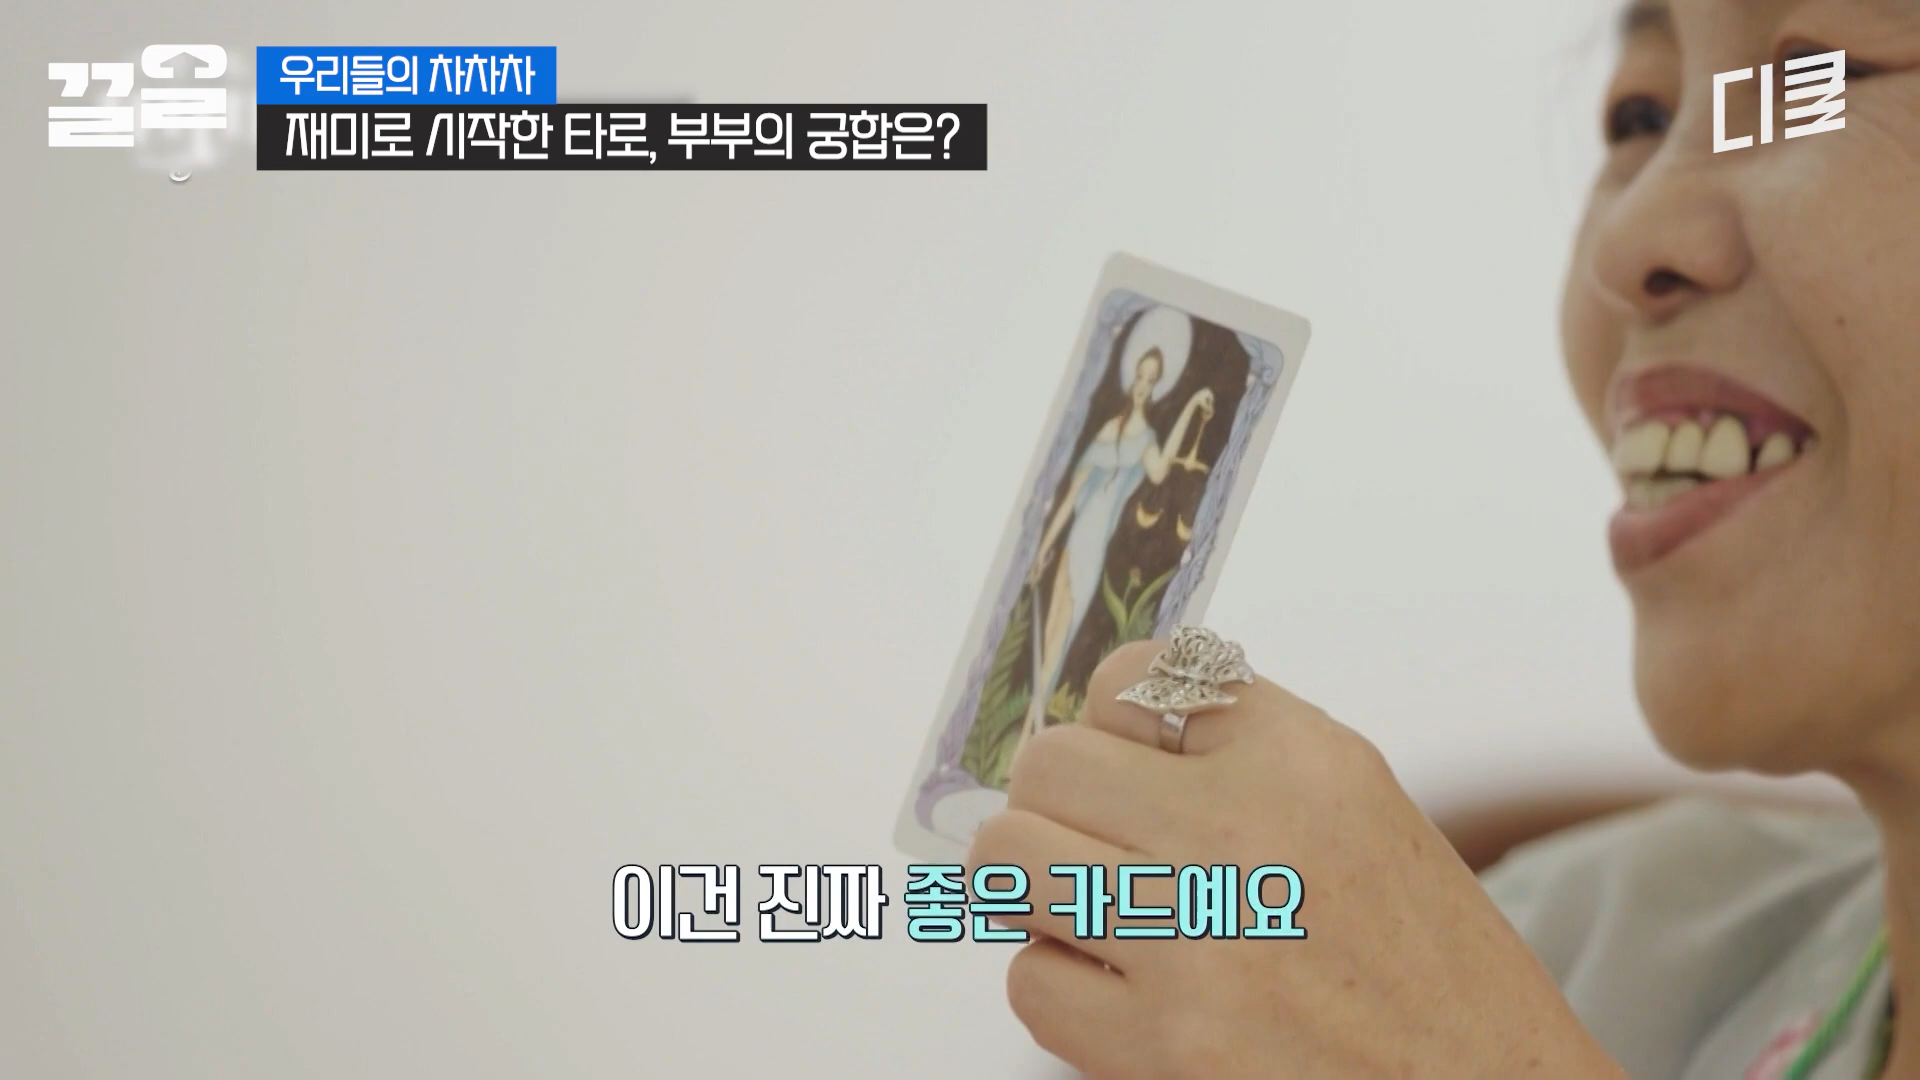 끌올
우리들의 차차차
재미로 시작한 타로, 부부의 궁합은?
디클
이건 진짜 좋은 카드예요